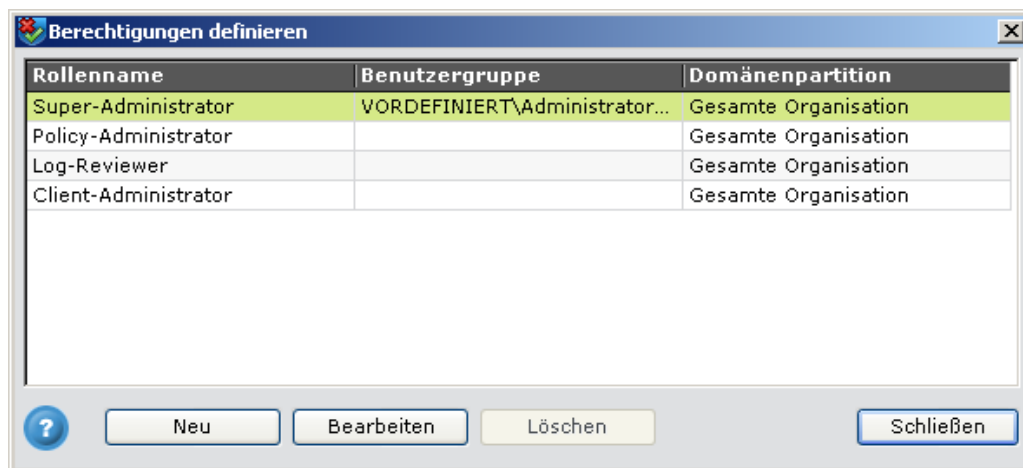 Berechtigungen definieren
Rollenname Benutzergruppe Domänenpartition
Super-Administrator VORDEFINIERT\Administrator... Gesamte Organisation
Policy-Administrator Gesamte Organisation
Log-Reviewer Gesamte Organisation
Client-Administrator Gesamte Organisation
? Neu Bearbeiten Löschen Schließen